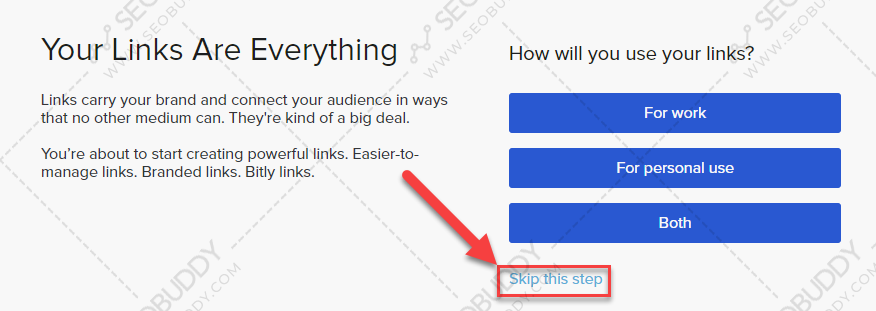 Your Links Are Everything
Links carry your brand and connect your audience in ways
that no other medium can. They're kind of a big deal.
You’re about to start creating powerful links. Easier-to-
manage links. Branded links. Bitly links.
How will you use your links?
For work
For personal use
Both
Skip this step
SEOBUDDY
WWW.SEOBUDDY.COM